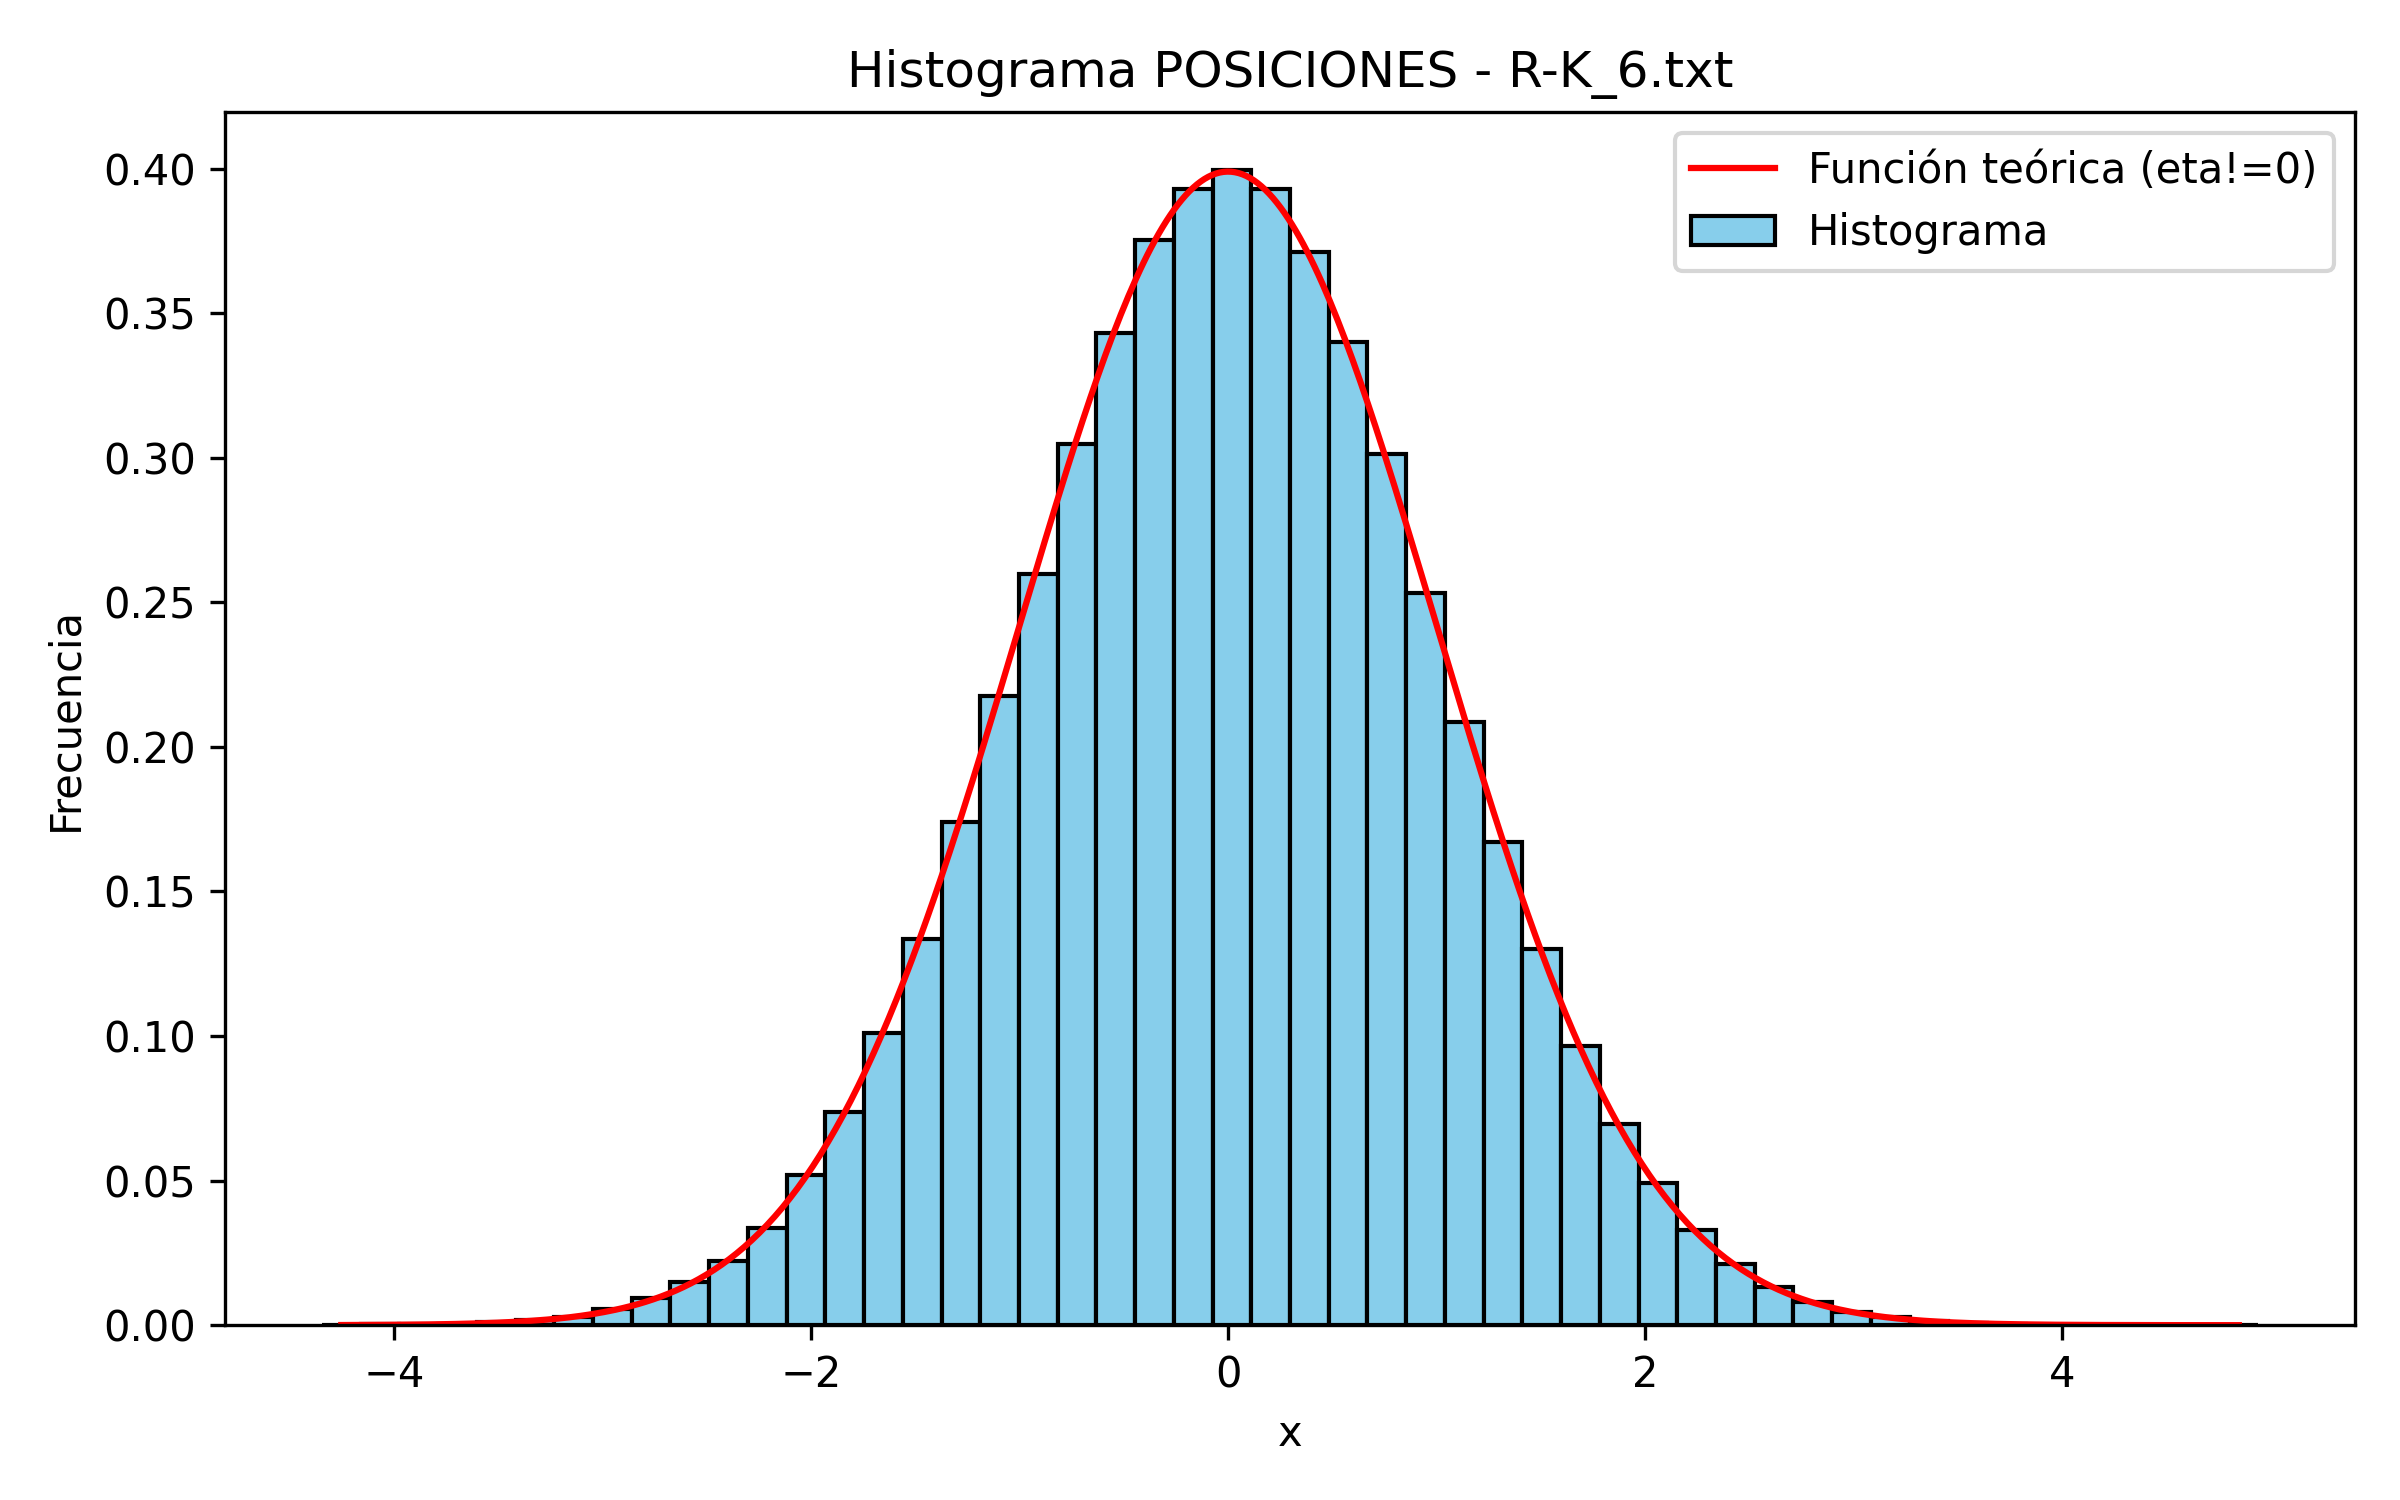 Histograma POSICIONES - R-K_6.txt
Función teórica (eta!=0)
Histograma
0.40
0.35
0.30
0.25
0.20
0.15
0.10
0.05
0.00
Frecuencia
−4
−2
0
2
4
x